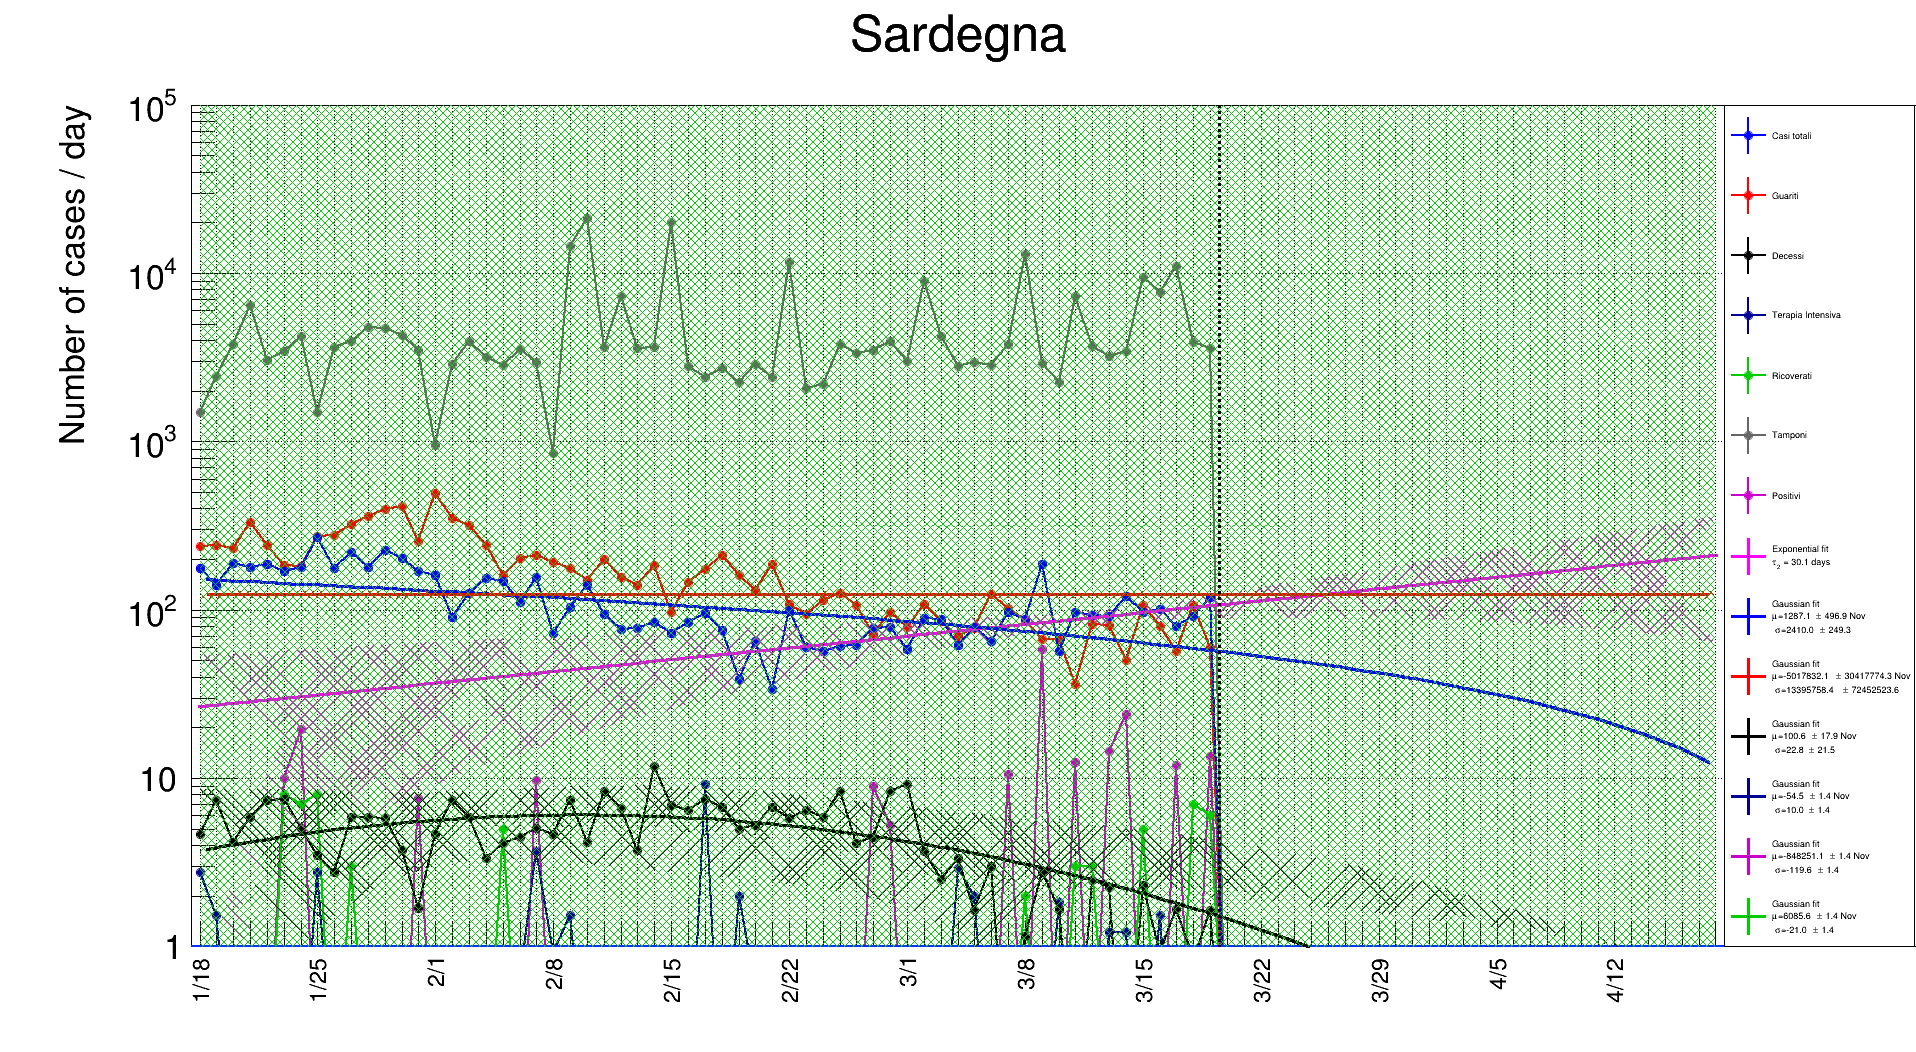 Sardegna
Number of cases / day
10^5
10^4
10^3
10^2
10
1
1/18
1/25
2/1
2/8
2/15
2/22
3/1
3/8
3/15
3/22
3/29
4/5
4/12
Casi totali
Guariti
Decessi
Terapia Intensiva
Ricoverati
Tamponi
Positivi
Exponential fit
τ_2 = 30.1 days
Gaussian fit
μ=1287.1 ± 496.9 Nov
σ=2410.0 ± 249.3
Gaussian fit
μ=-5017832.1 ± 30417774.3 Nov
σ=13395758.4 ± 72452523.6
Gaussian fit
μ=100.6 ± 17.9 Nov
σ=22.8 ± 21.5
Gaussian fit
μ=-54.5 ± 1.4 Nov
σ=10.0 ± 1.4
Gaussian fit
μ=-848251.1 ± 1.4 Nov
σ=-119.6 ± 1.4
Gaussian fit
μ=6085.6 ± 1.4 Nov
σ=-21.0 ± 1.4